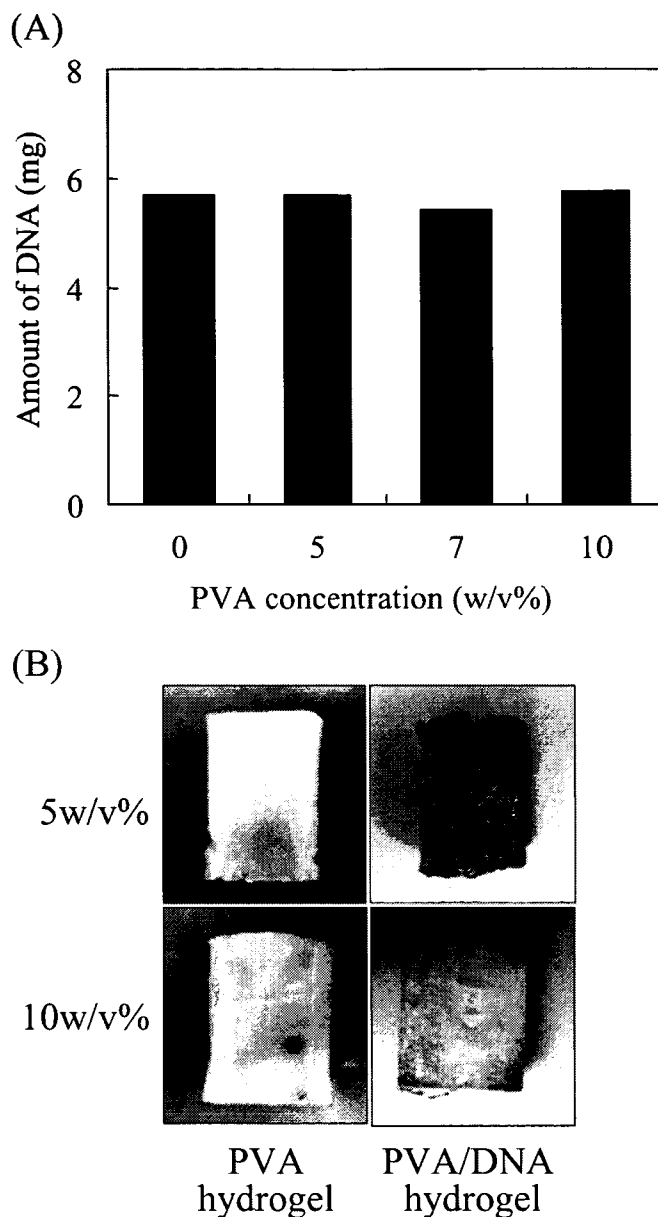 (A)
8
6
4
2
0
Amount of DNA (mg)
0 5 7 10
PVA concentration (w/v%)
(B)
5w/v%
10w/v%
PVA PVA/DNA
hydrogel hydrogel